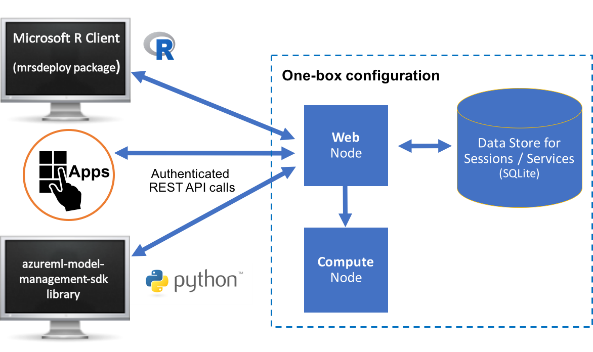 Microsoft R Client
(mrsdeploy package)
R
One-box configuration
Web
Node
Data Store for
Sessions / Services
(SQLite)
Apps
Authenticated
REST API calls
azureml-model-
management-sdk
library
python™
Compute
Node